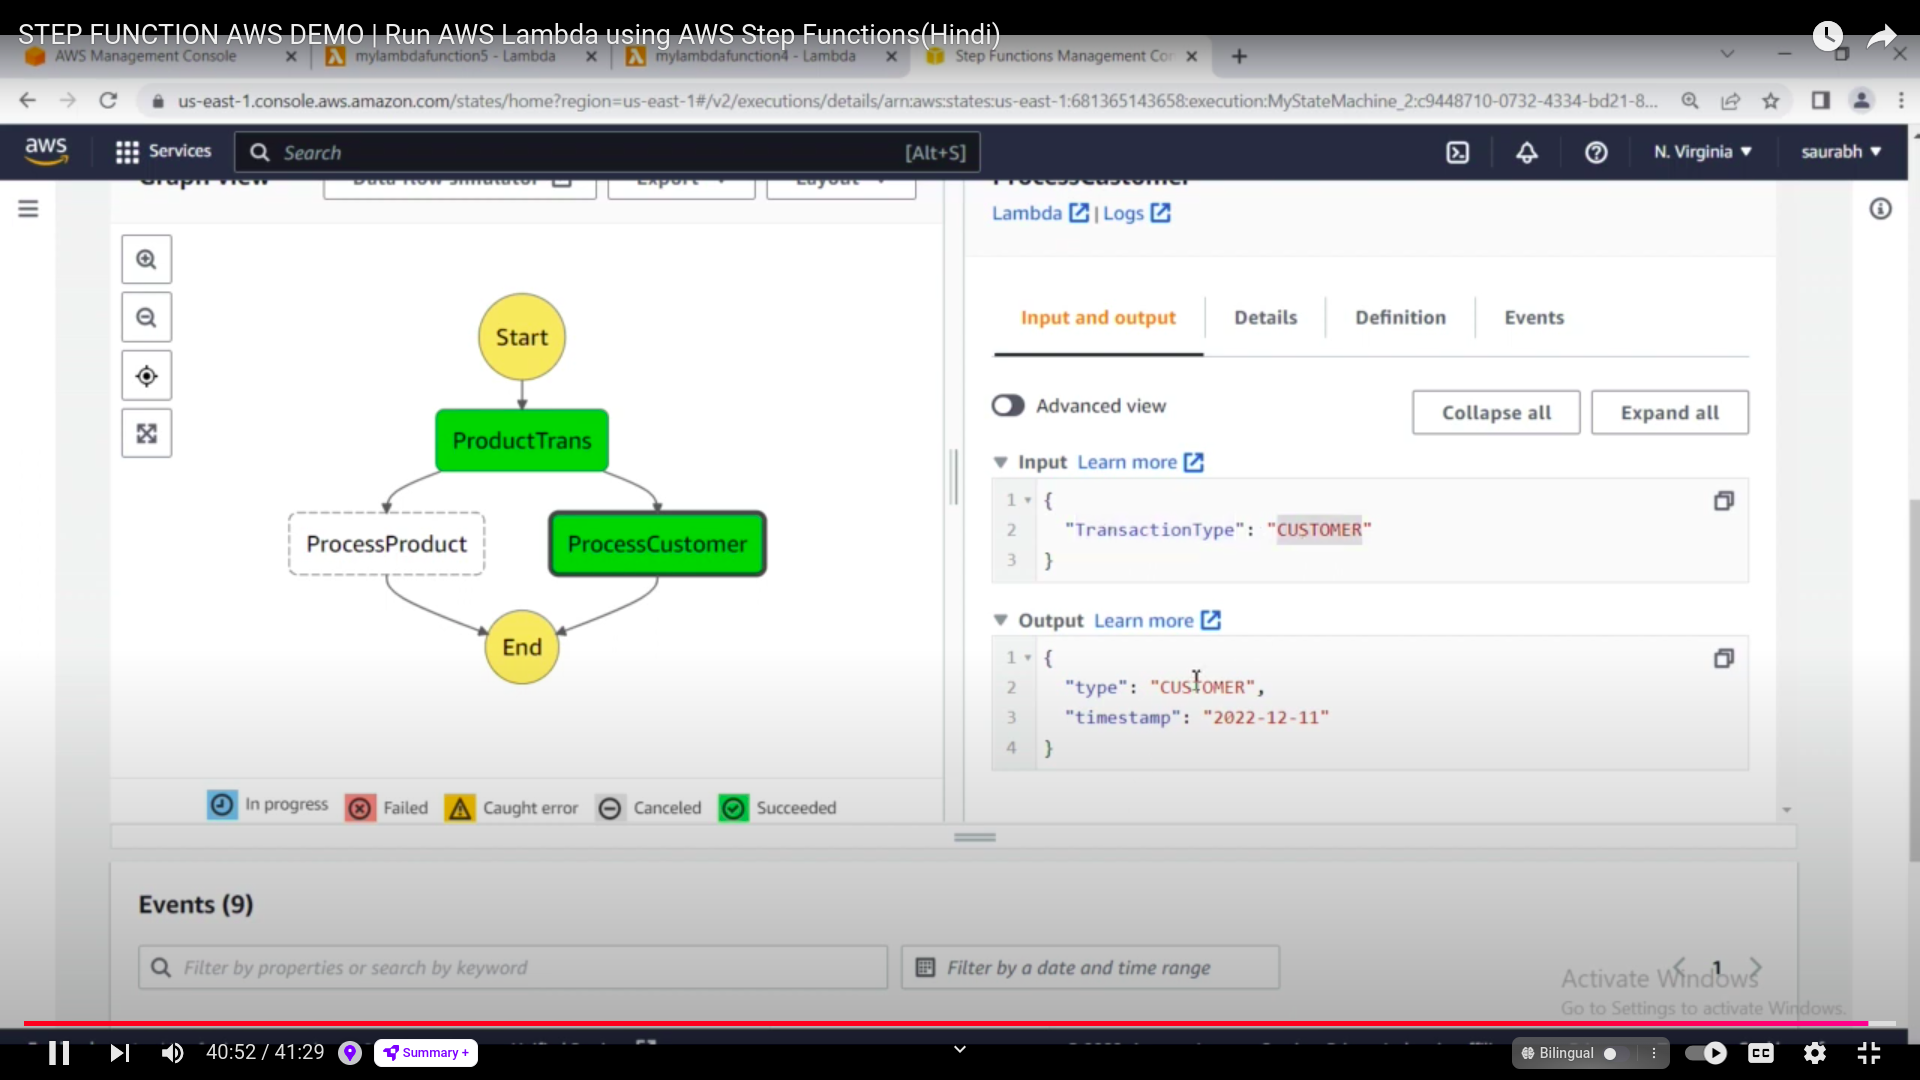 STEP FUNCTION AWS DEMO | Run AWS Lambda using AWS Step Functions(Hindi)
AWS Management Console
mylambdafunction5 - Lambda
mylambdafunction4 - Lambda
Step Functions Management Con
us-east-1.console.aws.amazon.com/states/home?region=us-east-1#/v2/executions/details/arn:aws:states:us-east-1:681365143658:execution:MyStateMachine_2:c9448710-0732-4334-bd21-8...
aws
Services
Search
[Alt+S]
N. Virginia
saurabh
Graph view
Data flow simulator
Export
Layout
ProcessCustomer
Lambda | Logs
Start
ProductTrans
ProcessProduct
ProcessCustomer
End
In progress
Failed
Caught error
Canceled
Succeeded
Input and output
Details
Definition
Events
Advanced view
Collapse all
Expand all
Input Learn more
1 {
2 "TransactionType": "CUSTOMER"
3 }
Output Learn more
1 {
2 "type": "CUSTOMER",
3 "timestamp": "2022-12-11"
4 }
Events (9)
Filter by properties or search by keyword
Filter by a date and time range
1
Activate Windows
Go to Settings to activate Windows.
40:52 / 41:29
Summary +
Bilingual
CC